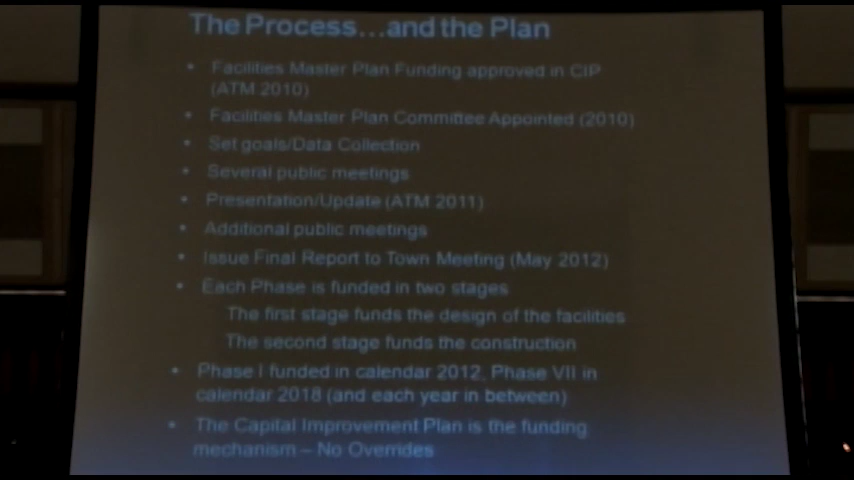 The Process...and the Plan
• Facilities Master Plan Funding approved in CIP
(ATM 2010)
• Facilities Master Plan Committee Appointed (2010)
• Set goals/Data Collection
• Several public meetings
• Presentation/Update (ATM 2011)
• Additional public meetings
• Issue Final Report to Town Meeting (May 2012)
• Each Phase is funded in two stages
The first stage funds the design of the facilities
The second stage funds the construction
• Phase I funded in calendar 2012, Phase VII in
calendar 2018 (and each year in between)
• The Capital Improvement Plan is the funding
mechanism – No Overrides